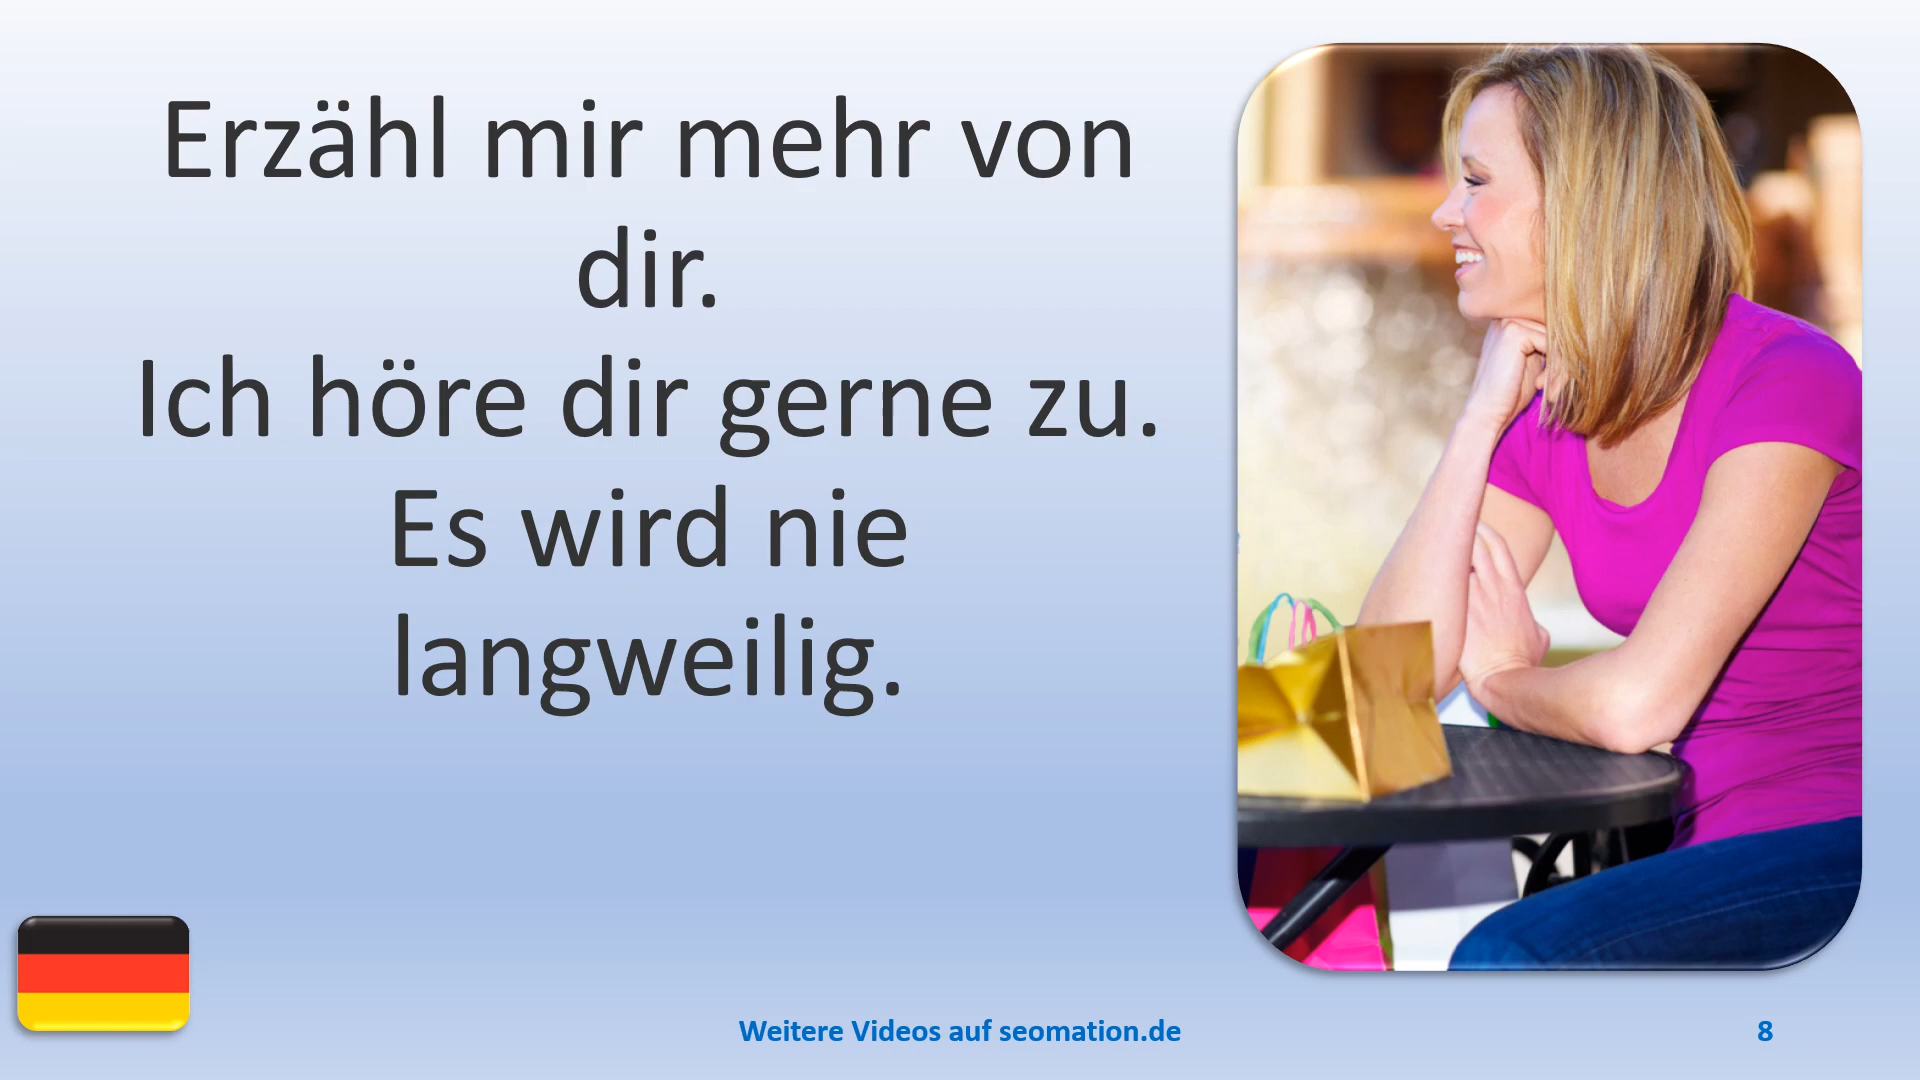 Erzähl mir mehr von
dir.
Ich höre dir gerne zu.
Es wird nie
langweilig.
Weitere Videos auf seomation.de
8